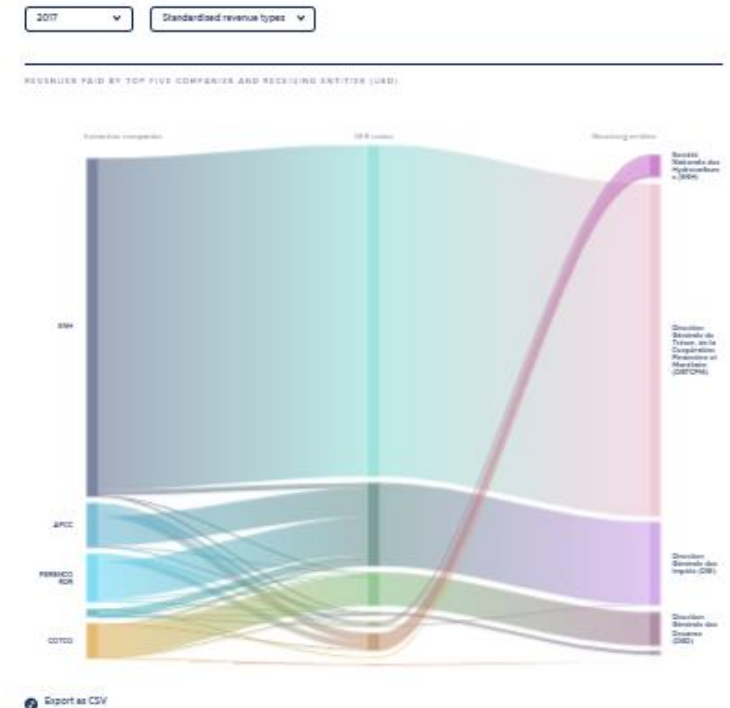 2017
Standardised revenue types
REVENUES PAID BY TOP FIVE COMPANIES AND RECEIVING ENTITIES (USD)
Extractive companies
GFS codes
Receiving entities
Société
Nationale des
Hydrocarbure
s (SNH)
SNH
Direction
Générale du
Trésor, de la
Coopération
Financière et
Monétaire
(DGTCFM)
APCC
PERENCO
RDR
Direction
Générale des
Impôts (DGI)
COTCO
Direction
Générale des
Douanes
(DGD)
Export as CSV